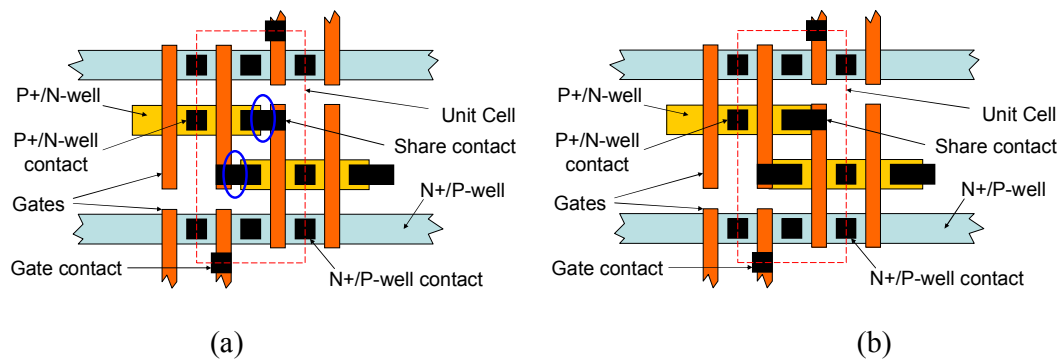 P+/N-well
P+/N-well
contact
Gates
Gate contact
Unit Cell
Share contact
N+/P-well
N+/P-well contact
(a)
P+/N-well
P+/N-well
contact
Gates
Gate contact
Unit Cell
Share contact
N+/P-well
N+/P-well contact
(b)